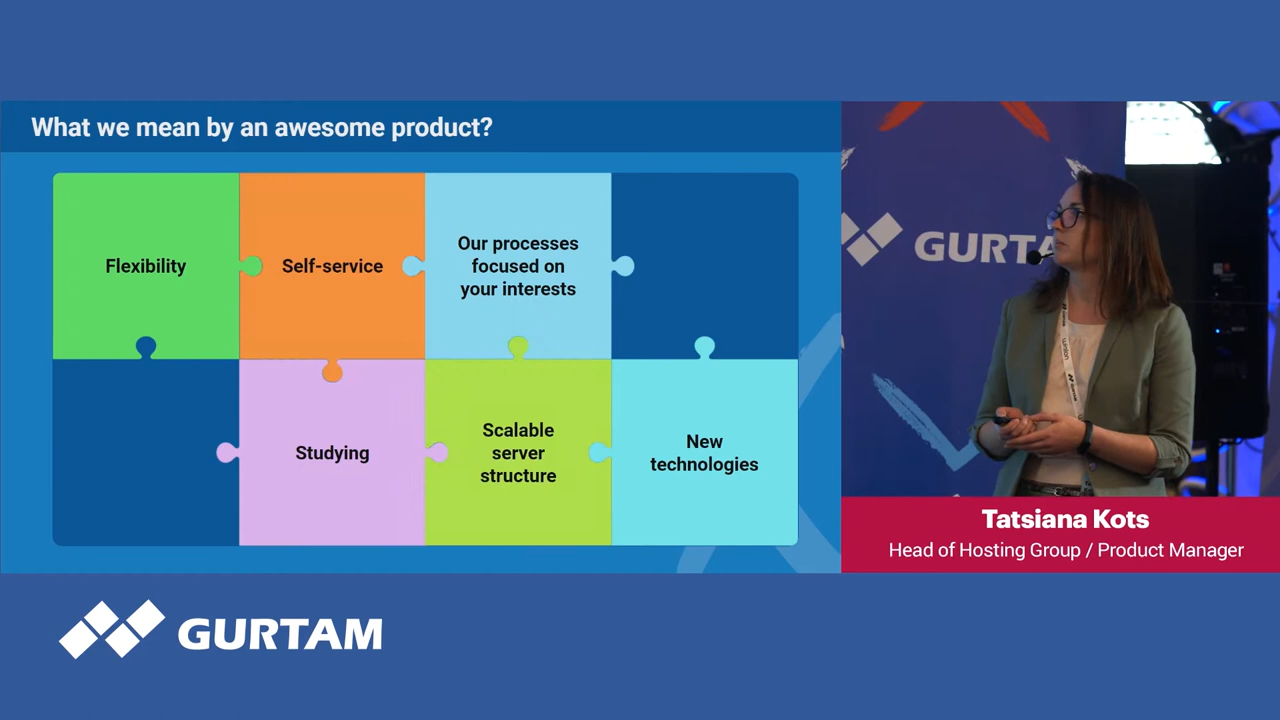 What we mean by an awesome product?
Flexibility
Self-service
Our processes
focused on
your interests
Studying
Scalable
server
structure
New
technologies
GURTA
Tatsiana Kots
Head of Hosting Group / Product Manager
GURTAM